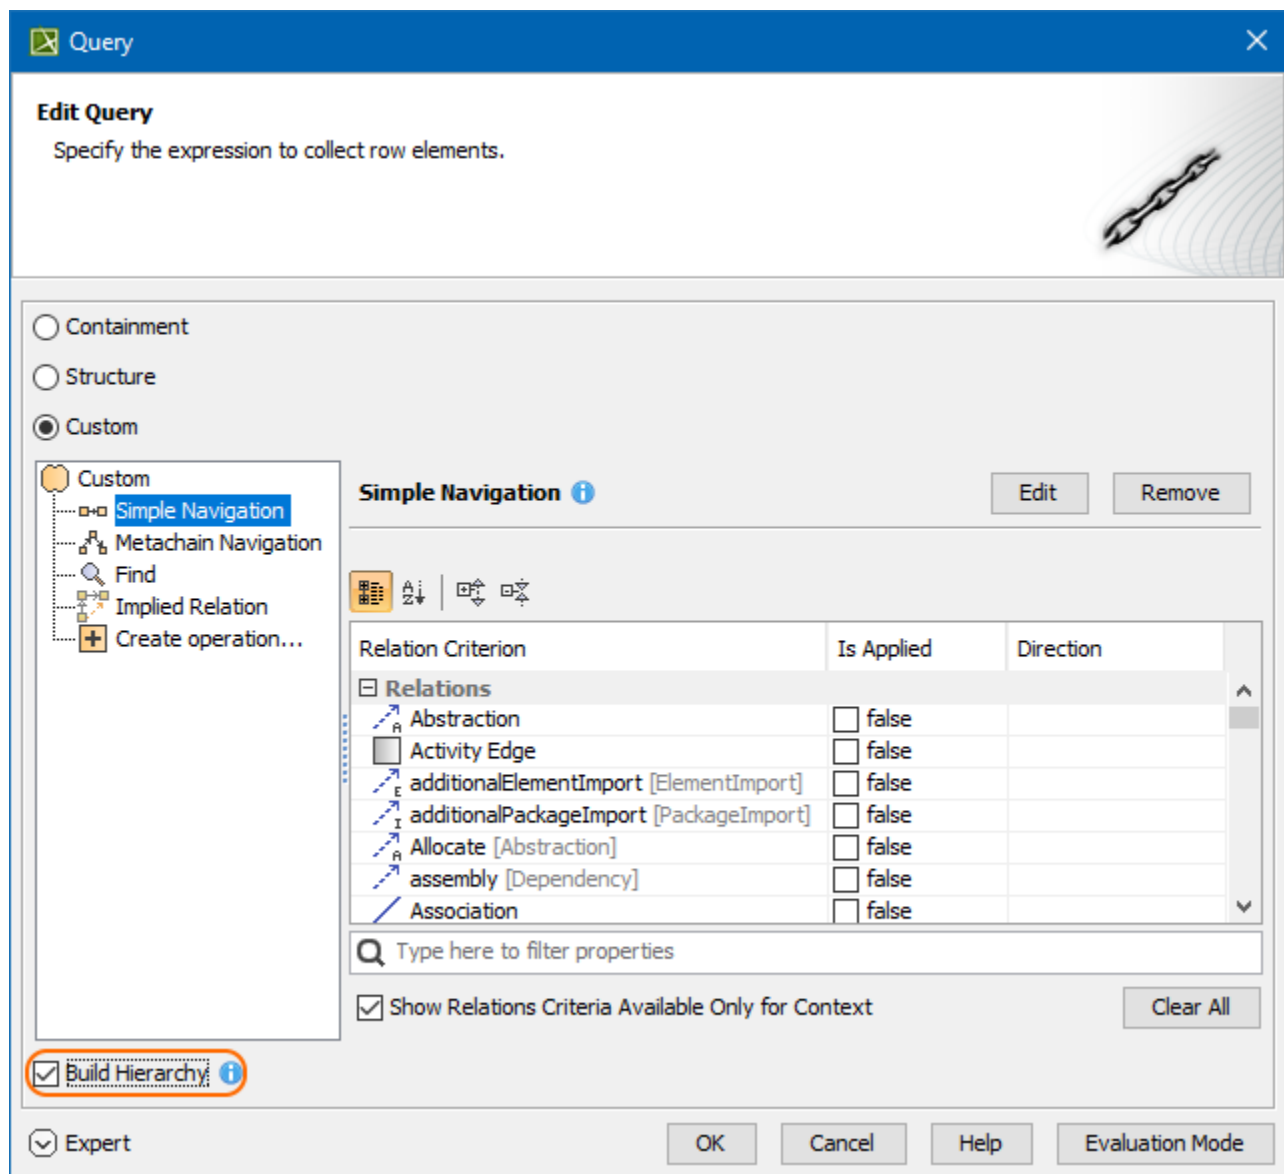 Query
Edit Query
Specify the expression to collect row elements.
Containment
Structure
Custom
Custom
Simple Navigation
Metachain Navigation
Find
Implied Relation
Create operation...
Simple Navigation
Edit
Remove
Relation Criterion
Is Applied
Direction
Relations
Abstraction
false
Activity Edge
false
additionalElementImport [ElementImport]
false
additionalPackageImport [PackageImport]
false
Allocate [Abstraction]
false
assembly [Dependency]
false
Association
false
Type here to filter properties
Show Relations Criteria Available Only for Context
Clear All
Build Hierarchy
Expert
OK
Cancel
Help
Evaluation Mode